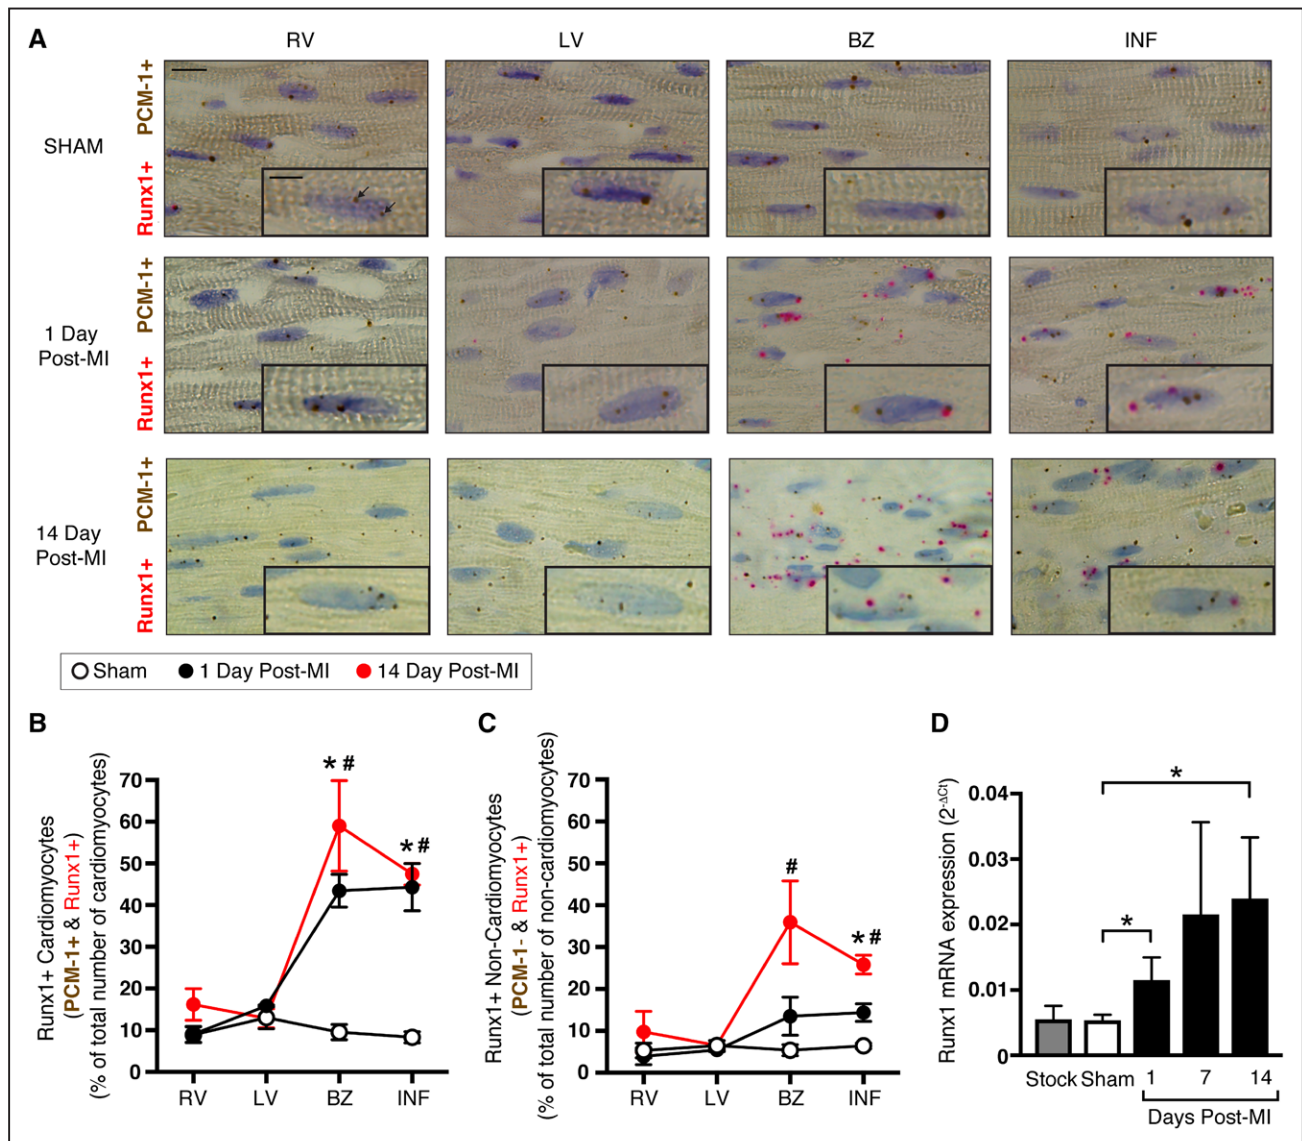 A
RV LV BZ INF
SHAM
Runx1+ PCM-1+
1 Day
Post-MI
Runx1+ PCM-1+
14 Day
Post-MI
Runx1+ PCM-1+
Sham 1 Day Post-MI 14 Day Post-MI
B
Runx1+ Cardiomyocytes
(PCM-1+ & Runx1+)
(% of total number of cardiomyocytes)
70
60
50
40
30
20
10
0
* #
* #
RV LV BZ INF
C
Runx1+ Non-Cardiomyocytes
(PCM-1- & Runx1+)
(% of total number of non-cardiomyocytes)
70
60
50
40
30
20
10
0
#
* #
RV LV BZ INF
D
Runx1 mRNA expression (2^-ΔCt)
0.04
0.03
0.02
0.01
0
*
*
Stock Sham 1 7 14
Days Post-MI